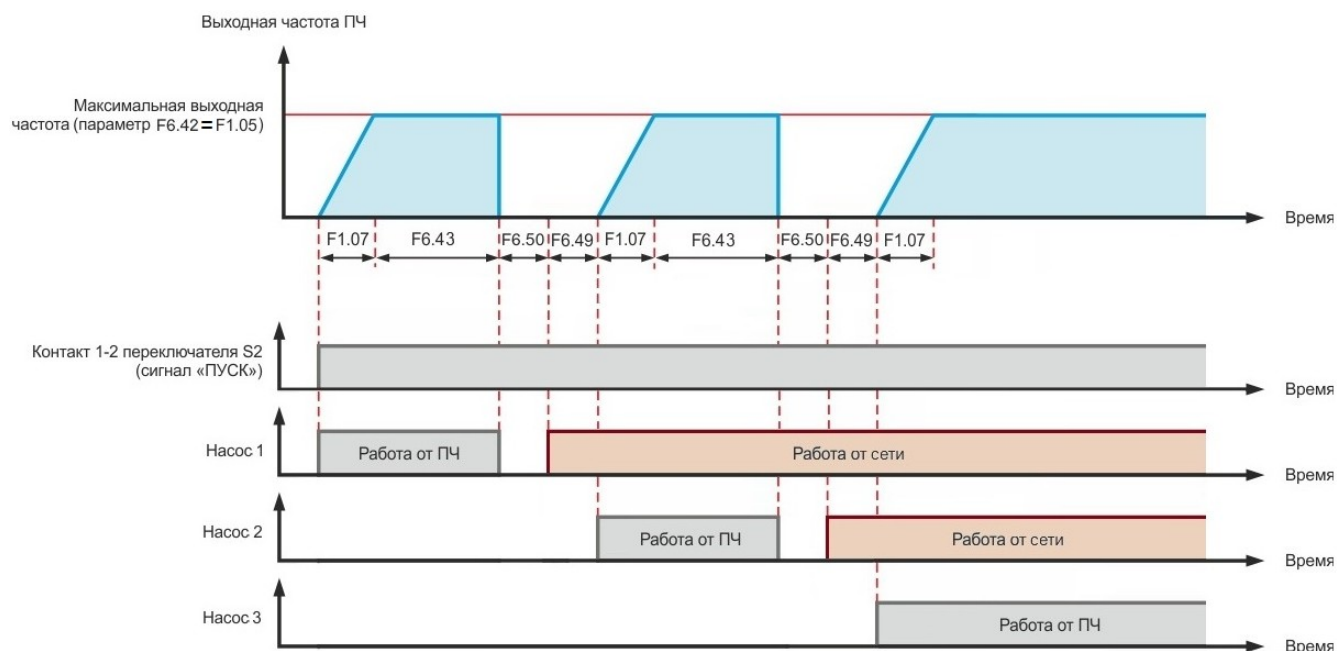 Выходная частота ПЧ
Максимальная выходная
частота (параметр F6.42=F1.05)
Время
F1.07 F6.43 F6.50 F6.49 F1.07 F6.43 F6.50 F6.49 F1.07
Контакт 1-2 переключателя S2
(сигнал «ПУСК»)
Время
Насос 1
Работа от ПЧ
Работа от сети
Время
Насос 2
Работа от ПЧ
Работа от сети
Время
Насос 3
Работа от ПЧ
Время